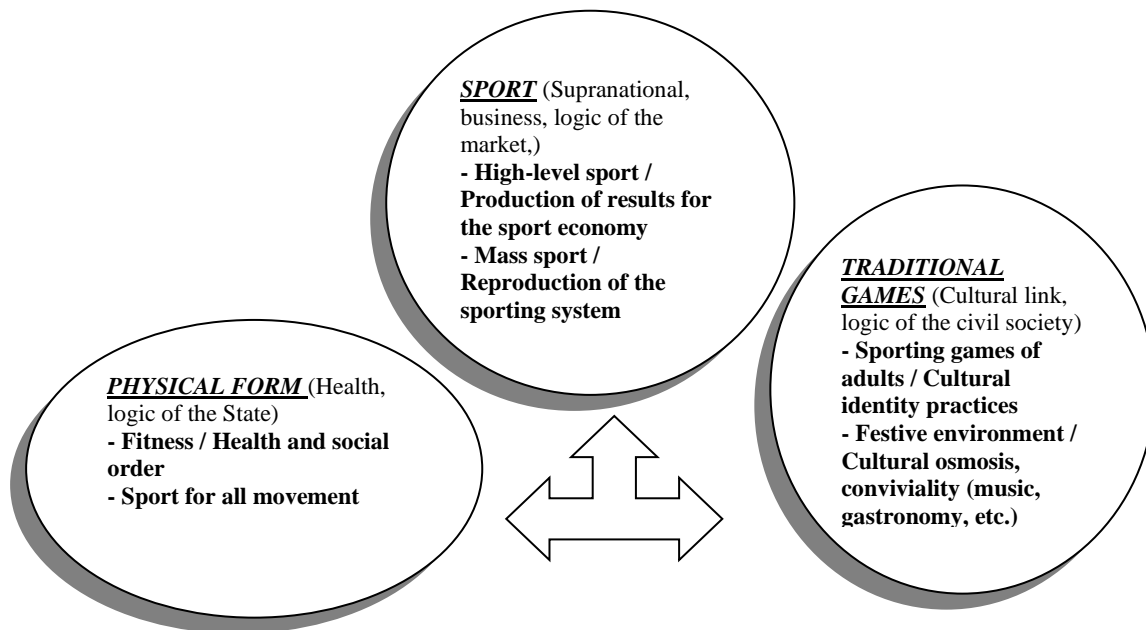 SPORT (Supranational,
business, logic of the
market,)
- High-level sport /
Production of results for
the sport economy
- Mass sport /
Reproduction of the
sporting system
TRADITIONAL
GAMES (Cultural link,
logic of the civil society)
- Sporting games of
adults / Cultural
identity practices
- Festive environment /
Cultural osmosis,
conviviality (music,
gastronomy, etc.)
PHYSICAL FORM (Health,
logic of the State)
- Fitness / Health and social
order
- Sport for all movement